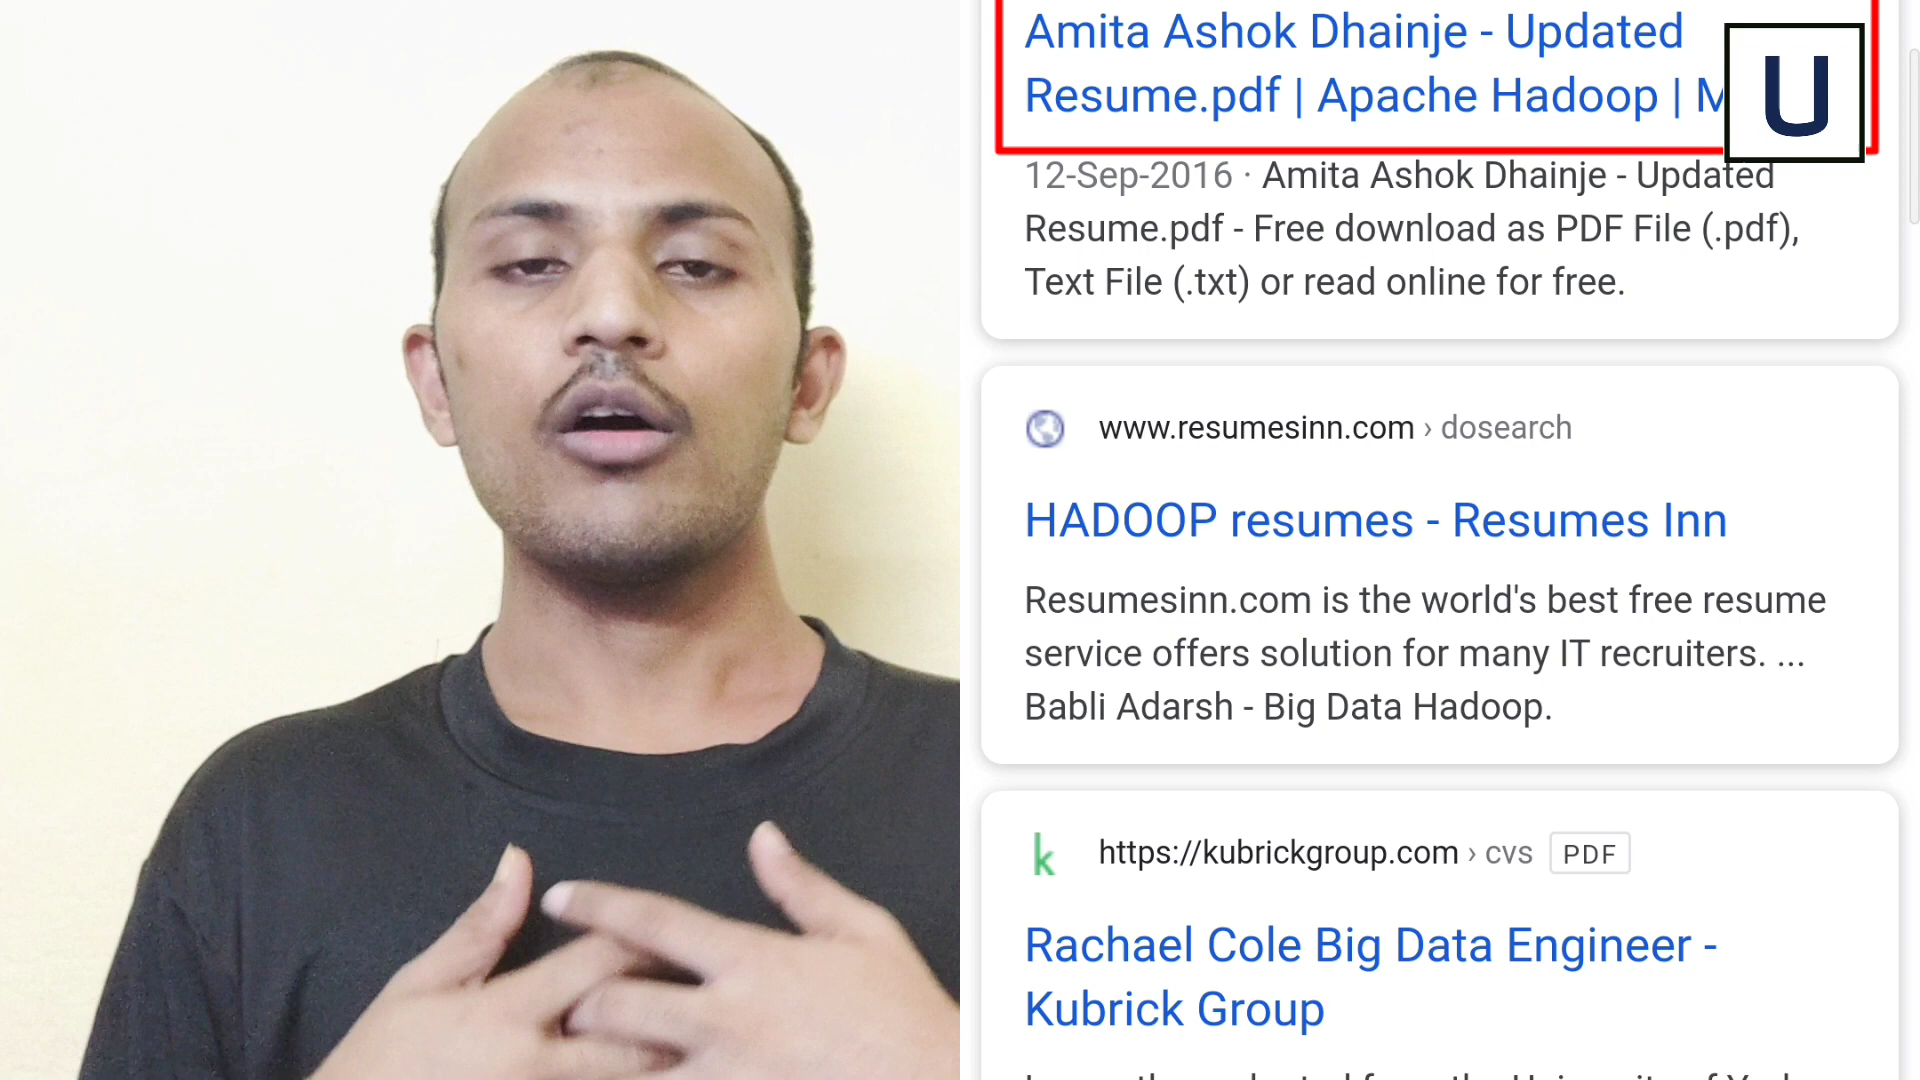 Amita Ashok Dhainje - Updated
Resume.pdf | Apache Hadoop | M
U
12-Sep-2016 · Amita Ashok Dhainje - Updated
Resume.pdf - Free download as PDF File (.pdf),
Text File (.txt) or read online for free.
www.resumesinn.com › dosearch
HADOOP resumes - Resumes Inn
Resumesinn.com is the world's best free resume
service offers solution for many IT recruiters. ...
Babli Adarsh - Big Data Hadoop.
k
https://kubrickgroup.com › cvs PDF
Rachael Cole Big Data Engineer -
Kubrick Group